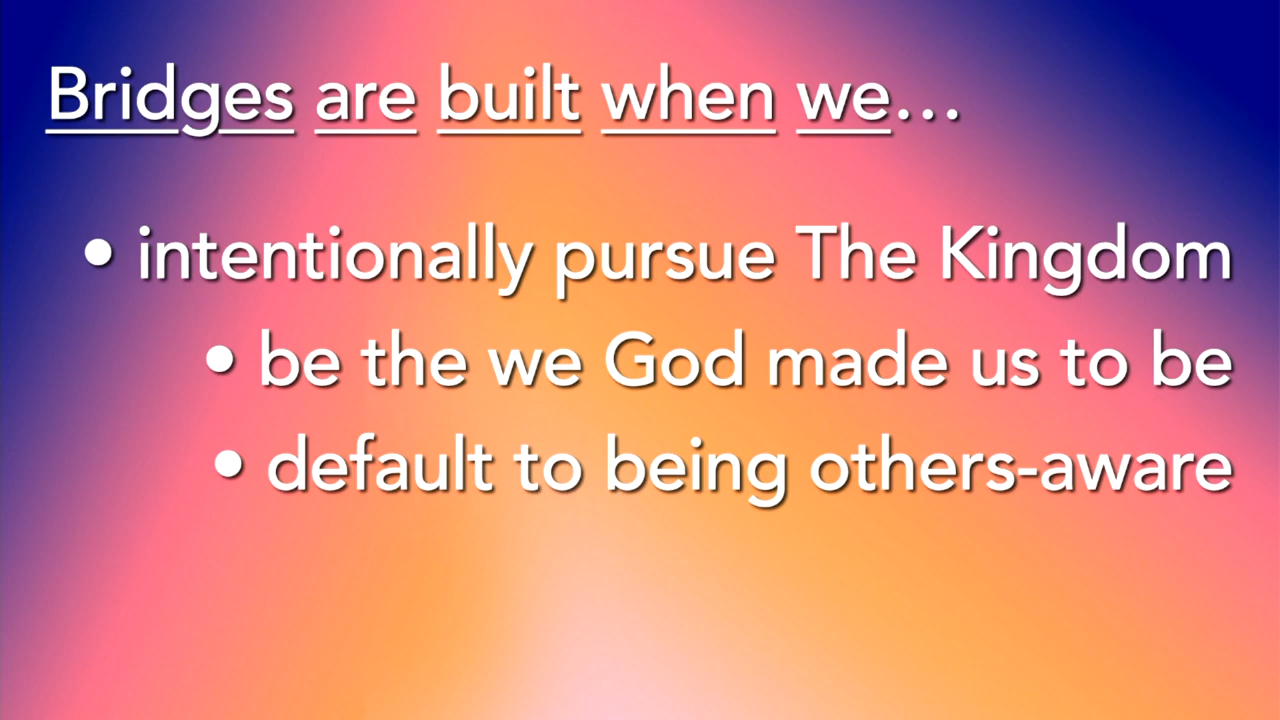 Bridges are built when we...
• intentionally pursue The Kingdom
• be the we God made us to be
• default to being others-aware